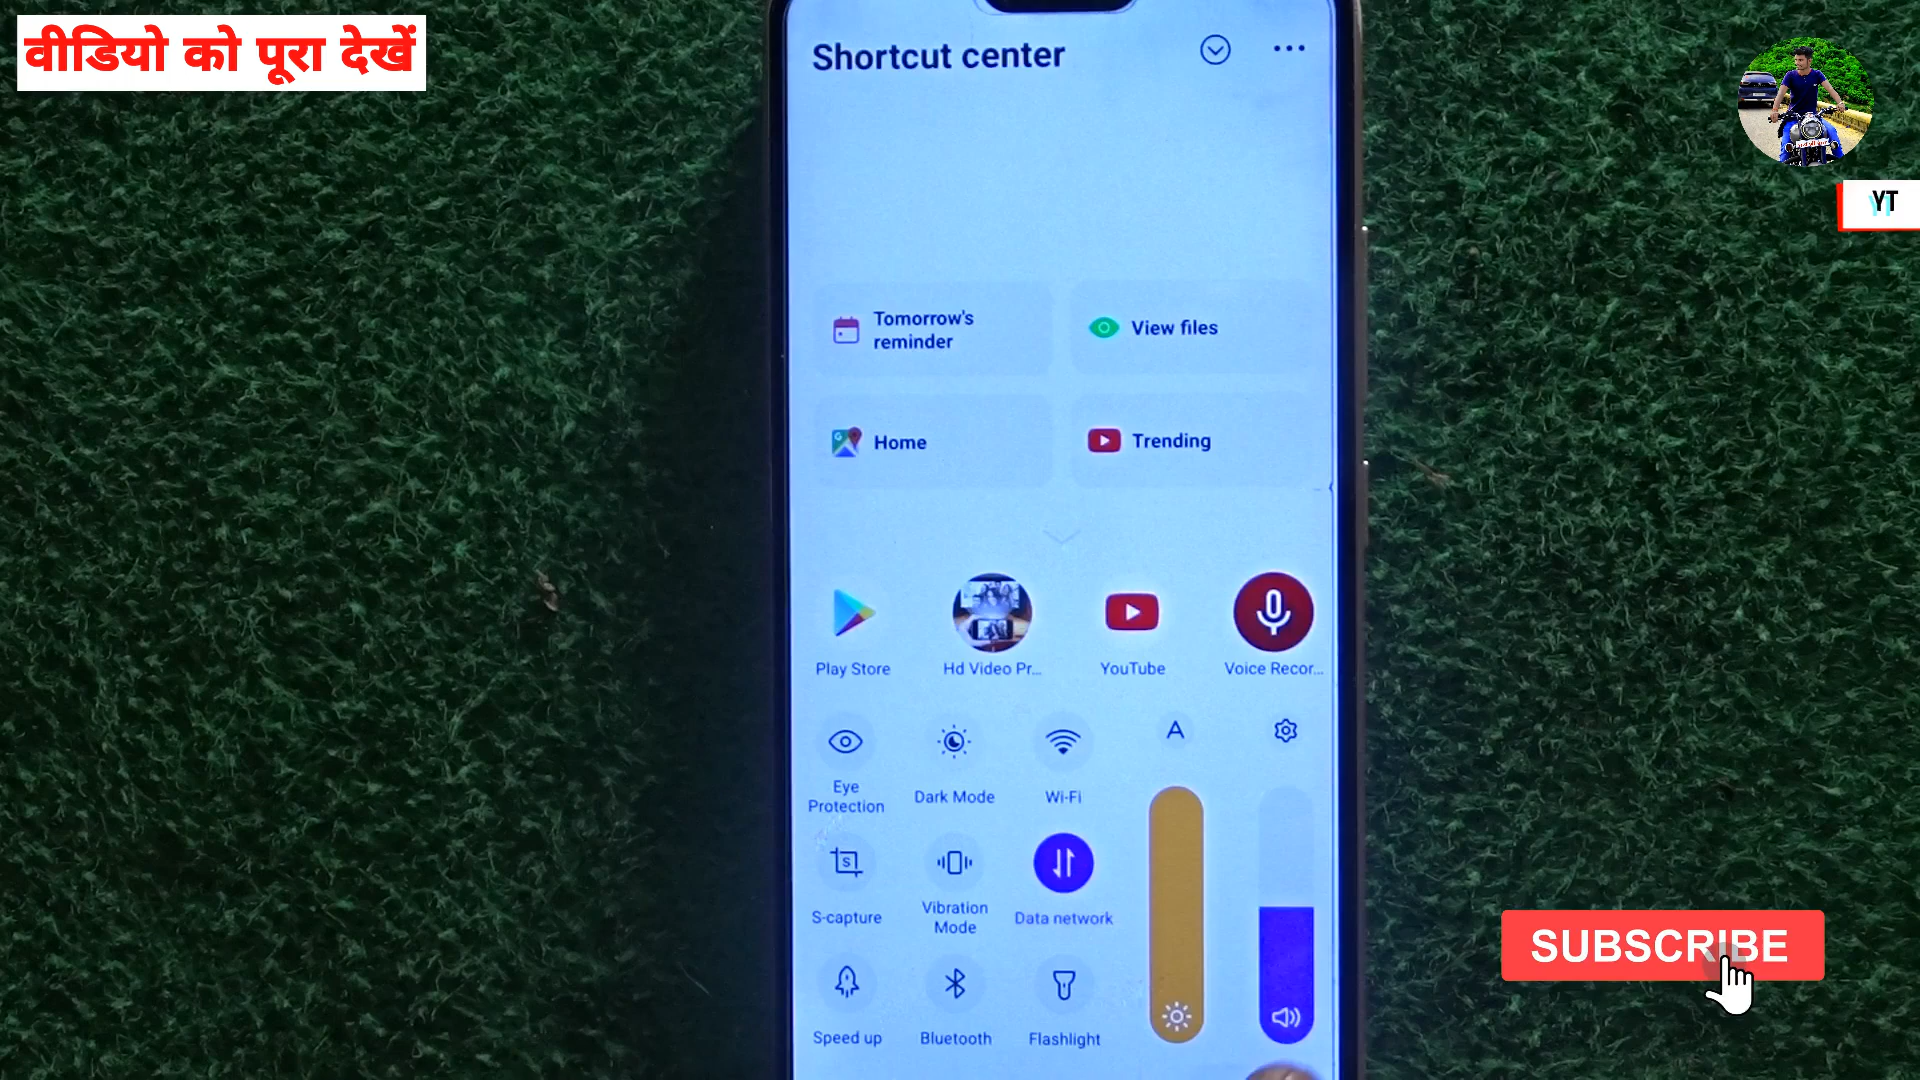 वीडियो को पूरा देखें
Shortcut center
YT
Tomorrow's
reminder
View files
Home
Trending
Play Store
Hd Video Pr...
YouTube
Voice Recor...
A
Eye
Protection
Dark Mode
Wi-Fi
S
S-capture
Vibration
Mode
Data network
SUBSCRIBE
Speed up
Bluetooth
Flashlight